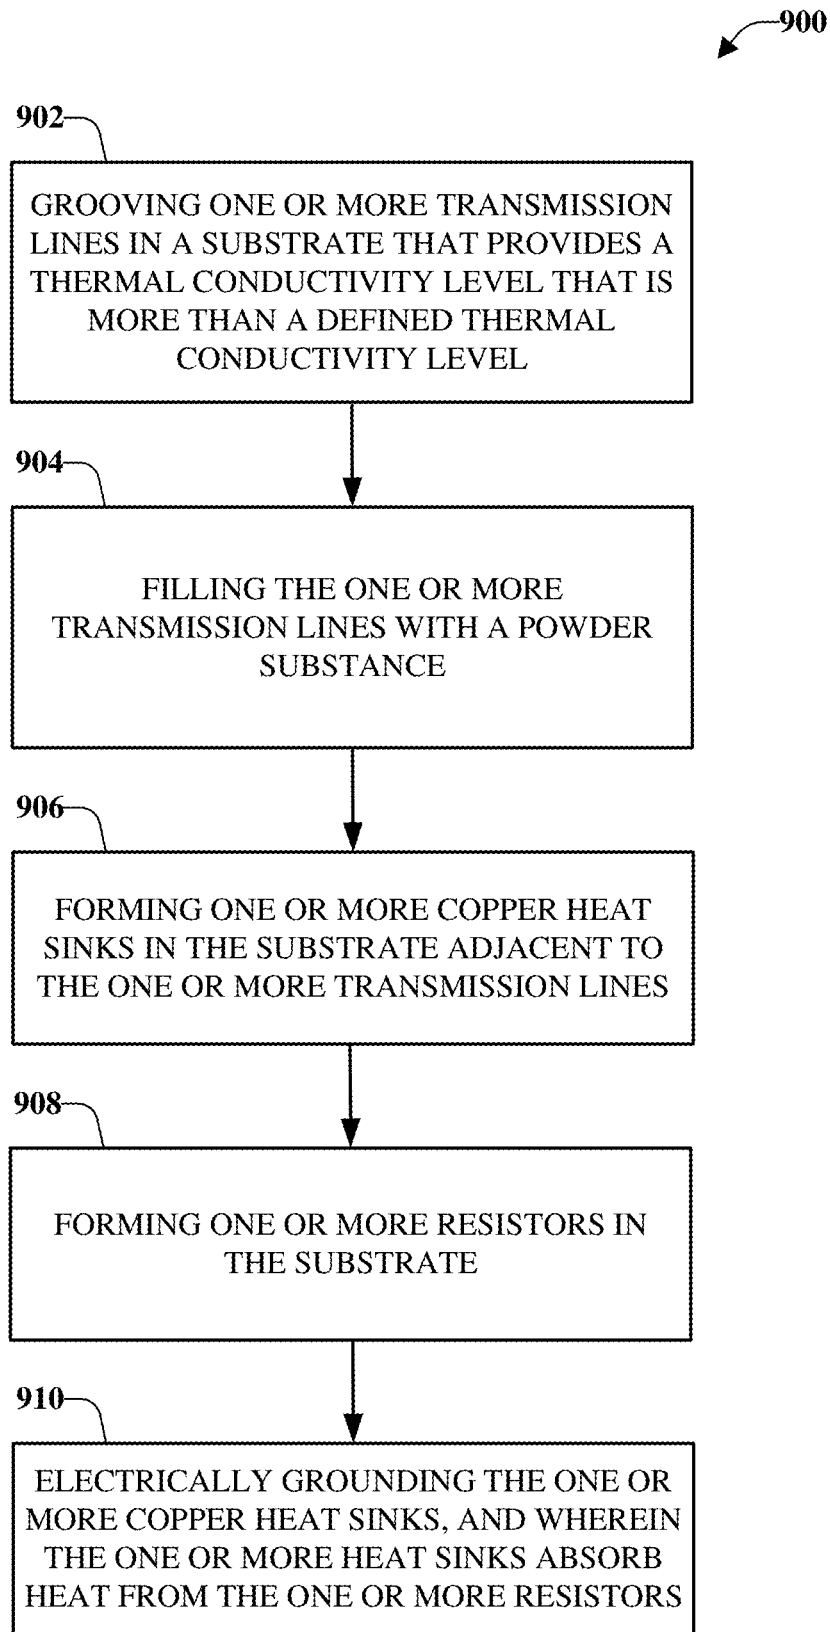 900
902
GROOVING ONE OR MORE TRANSMISSION
LINES IN A SUBSTRATE THAT PROVIDES A
THERMAL CONDUCTIVITY LEVEL THAT IS
MORE THAN A DEFINED THERMAL
CONDUCTIVITY LEVEL
904
FILLING THE ONE OR MORE
TRANSMISSION LINES WITH A POWDER
SUBSTANCE
906
FORMING ONE OR MORE COPPER HEAT
SINKS IN THE SUBSTRATE ADJACENT TO
THE ONE OR MORE TRANSMISSION LINES
908
FORMING ONE OR MORE RESISTORS IN
THE SUBSTRATE
910
ELECTRICALLY GROUNDING THE ONE OR
MORE COPPER HEAT SINKS, AND WHEREIN
THE ONE OR MORE HEAT SINKS ABSORB
HEAT FROM THE ONE OR MORE RESISTORS